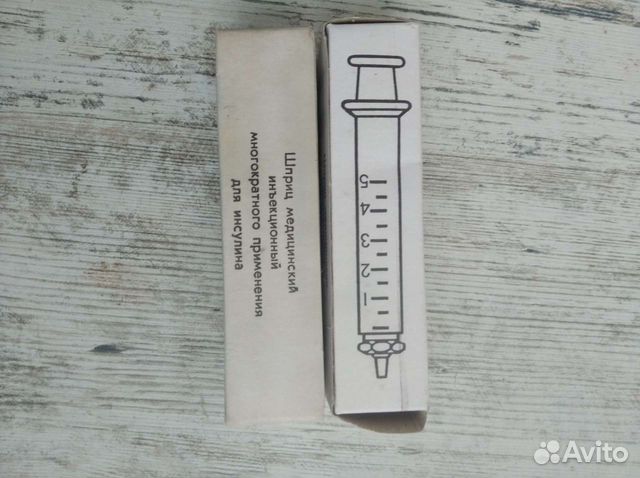 Шприц медицинский
инъекционный
многократного применения
для инсулина
5
4
3
2
1
Avito